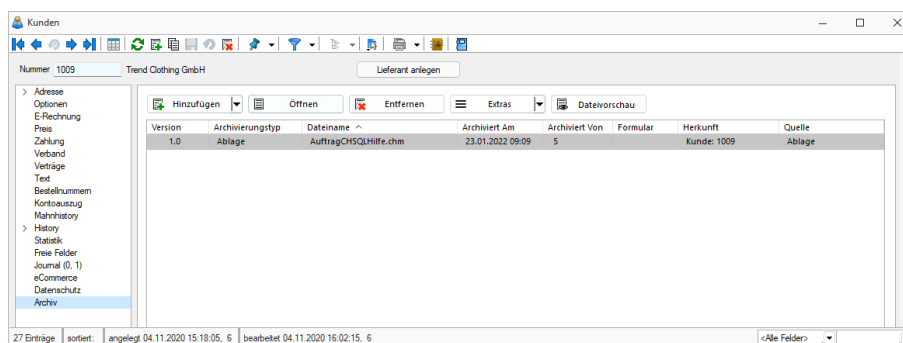 Kunden
Nummer 1009 Trend Clothing GmbH Lieferant anlegen
Adresse
Optionen
E-Rechnung
Preis
Zahlung
Verband
Verträge
Text
Bestellnummern
Kontoauszug
Mahnhistory
History
Statistik
Freie Felder
Journal (0, 1)
eCommerce
Datenschutz
Archiv
Hinzufügen Öffnen Entfernen Extras Dateivorschau
Version Archivierungstyp Dateiname Archiviert Am Archiviert Von Formular Herkunft Quelle
1.0 Ablage AuftragCHSQLHilfe.chm 23.01.2022 09:09 5 Kunde: 1009 Ablage
27 Einträge sortiert: angelegt 04.11.2020 15:18:05, 6 bearbeitet 04.11.2020 16:02:15, 6 <Alle Felder>